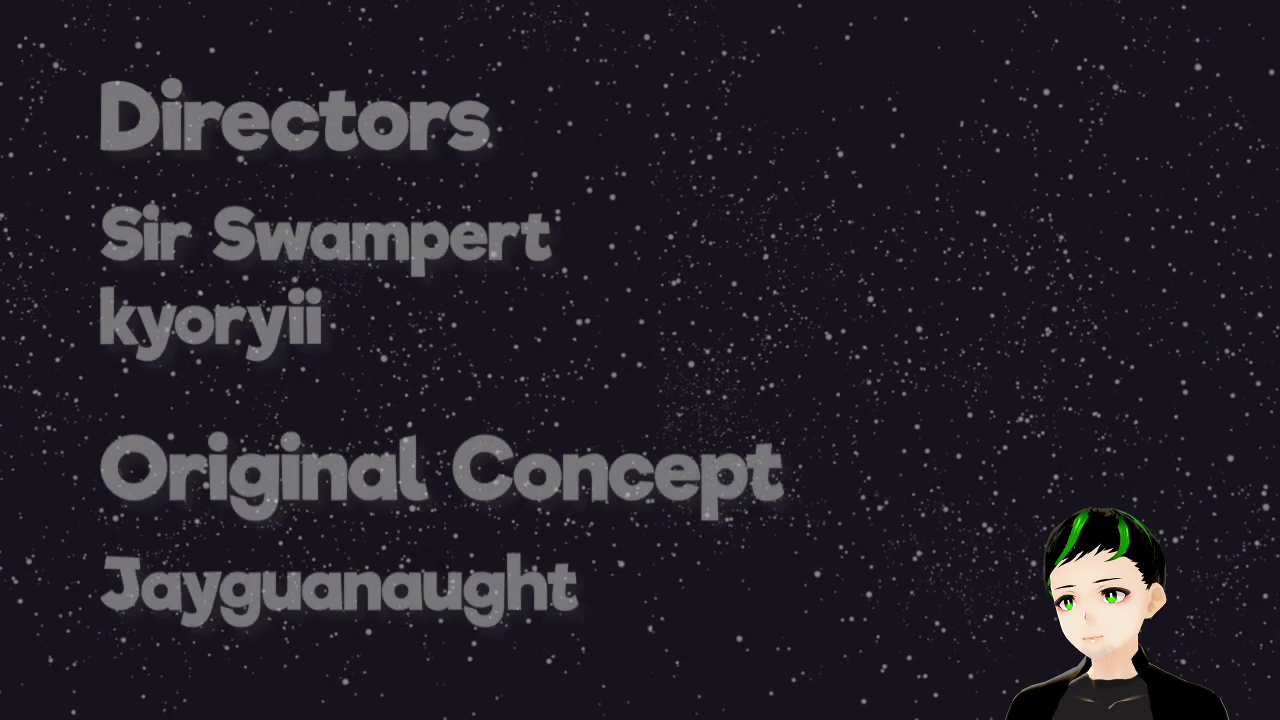 Directors
Sir Swampert
kyoryii
Original Concept
Jayguanaught